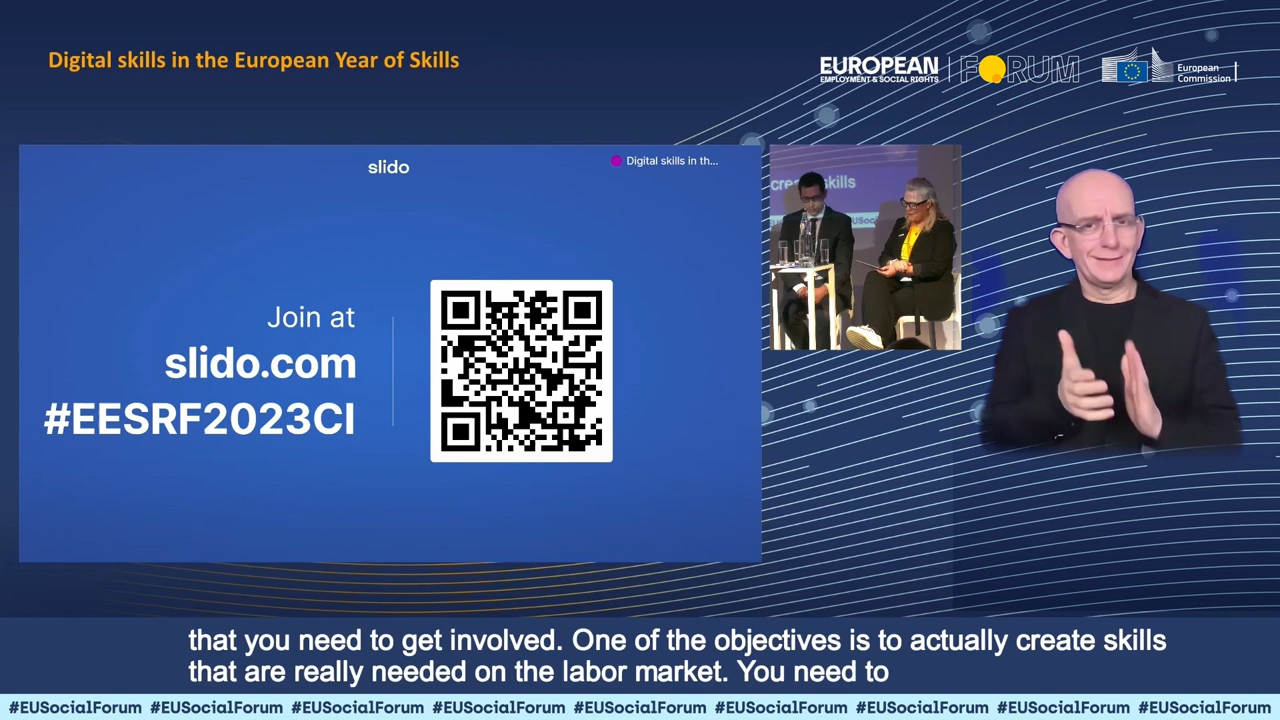 Digital skills in the European Year of Skills
EUROPEAN
EMPLOYMENT & SOCIAL RIGHTS
FORUM
European
Commission
slido
Digital skills in th...
Join at
slido.com
#EESRF2023CI
skills
that you need to get involved. One of the objectives is to actually create skills
that are really needed on the labor market. You need to
#EUSocialForum #EUSocialForum #EUSocialForum #EUSocialForum #EUSocialForum #EUSocialForum #EUSocialForum #EUSocialForum #EUSocialForum